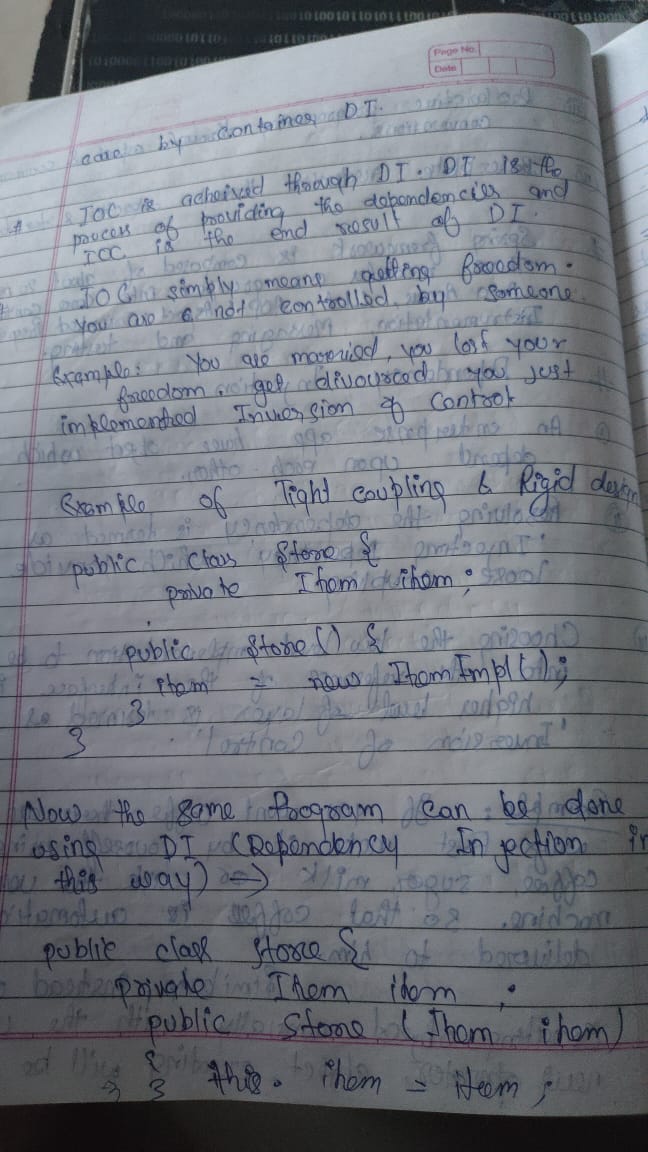 Page No.
Date
by Container DI.
IOC is acheived through DI. DI is the
process of providing the dependencies and
IOC is the end result of DI.
IOC simply means getting freedom.
You are not controlled by someone
Example: You are married, you lost your
freedom, get divourced you just
implemented Inversion of Control
Example of Tight coupling & Rigid design
public class Store {
private Item item;
public Store() {
item = new ItemImpl();
}
}
Now the same Program can be done
using DI (Dependency Injection in
this way) =>
public class Store {
private Item item;
public Store (Item item)
{
} } this.item = item;